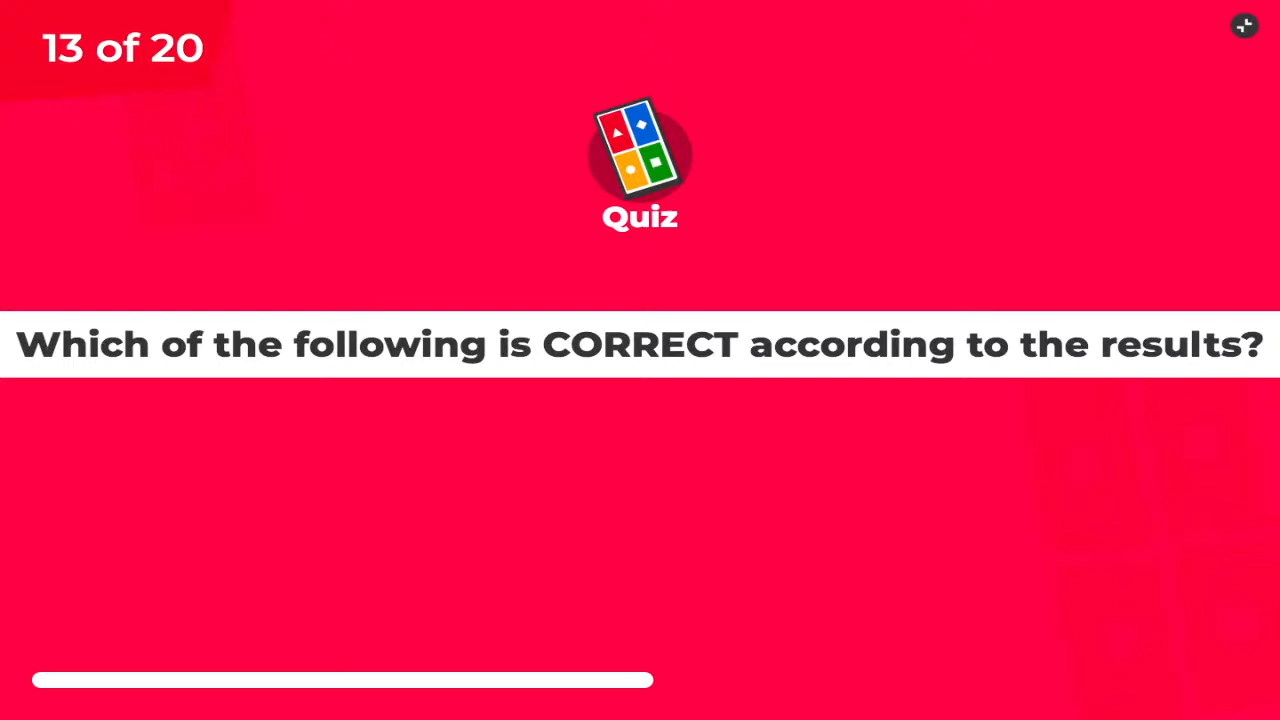 13 of 20
Quiz
Which of the following is CORRECT according to the results?